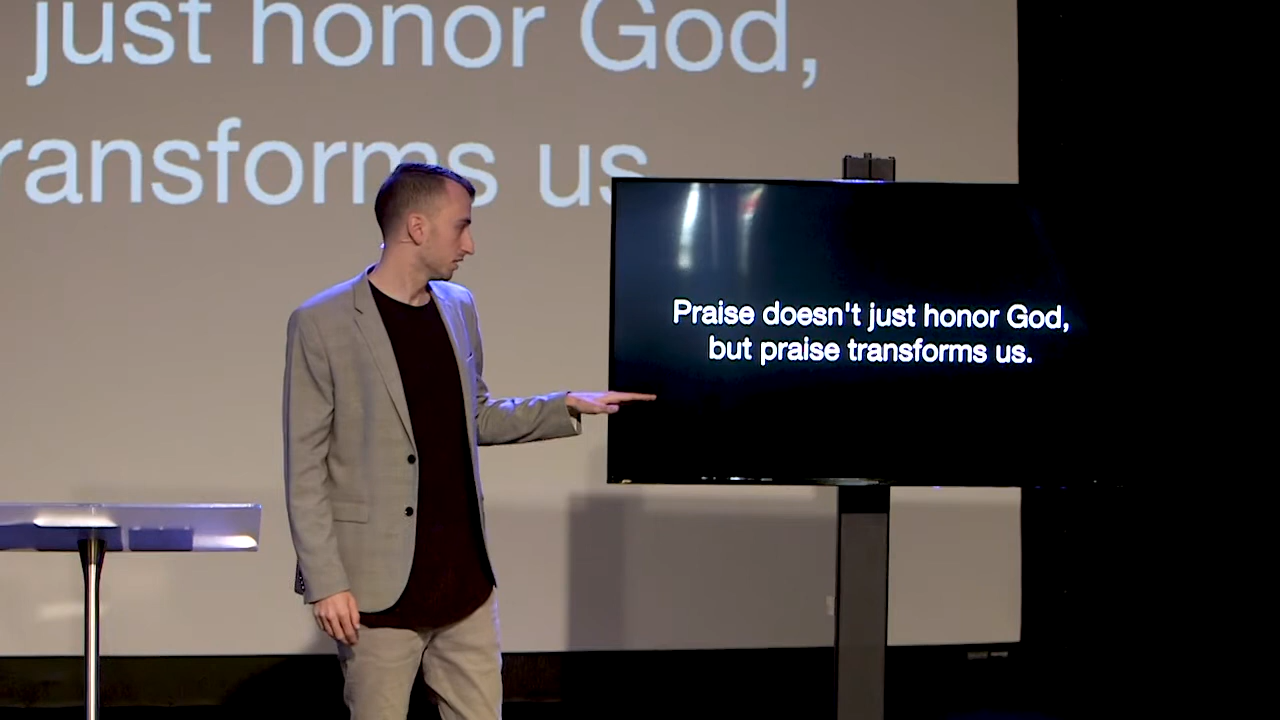 just honor God,
ransforms us.
Praise doesn't just honor God,
but praise transforms us.